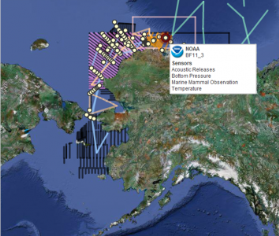 NOAA
BF11_3
Sensors
Acoustic Releases
Bottom Pressure
Marine Mammal Observation
Temperature